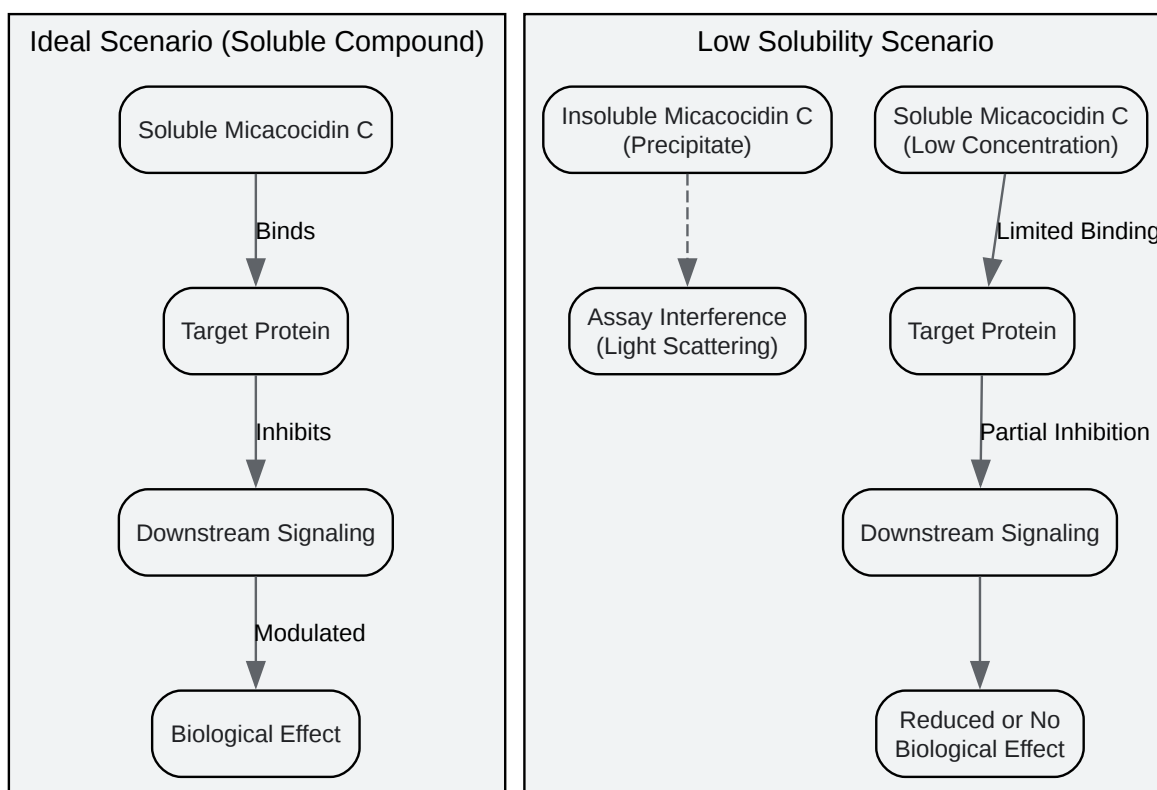 Ideal Scenario (Soluble Compound)
Soluble Micacocidin C
Binds
Target Protein
Inhibits
Downstream Signaling
Modulated
Biological Effect
Low Solubility Scenario
Insoluble Micacocidin C
(Precipitate)
Assay Interference
(Light Scattering)
Soluble Micacocidin C
(Low Concentration)
Limited Binding
Target Protein
Partial Inhibition
Downstream Signaling
Reduced or No
Biological Effect